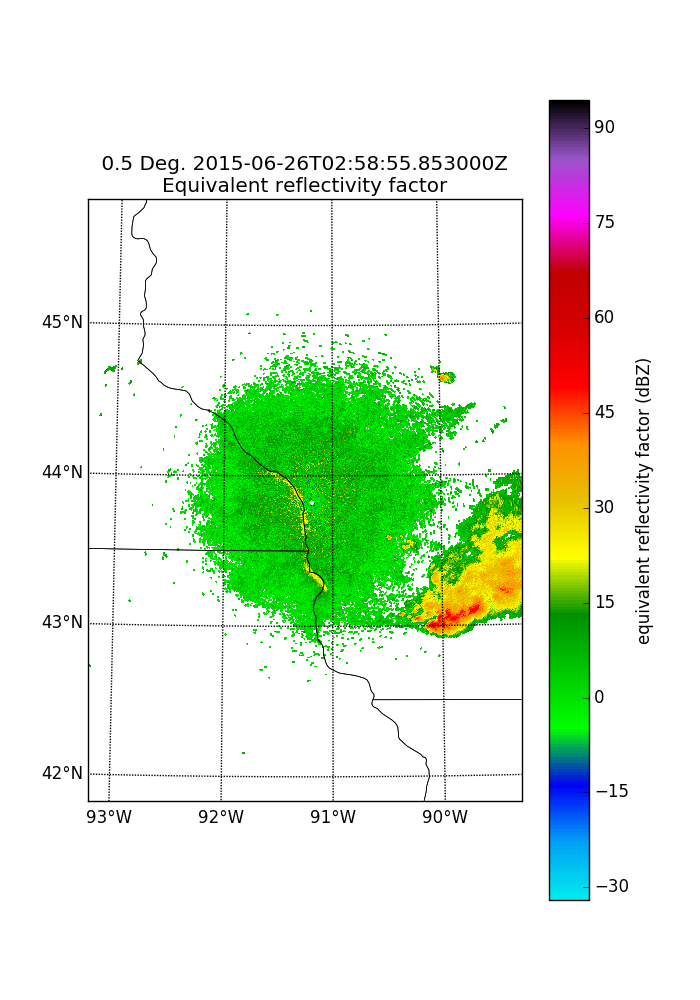 0.5 Deg. 2015-06-26T02:58:55.853000Z
Equivalent reflectivity factor
45°N
44°N
43°N
42°N
93°W
92°W
91°W
90°W
90
75
60
45
30
15
0
−15
−30
equivalent reflectivity factor (dBZ)